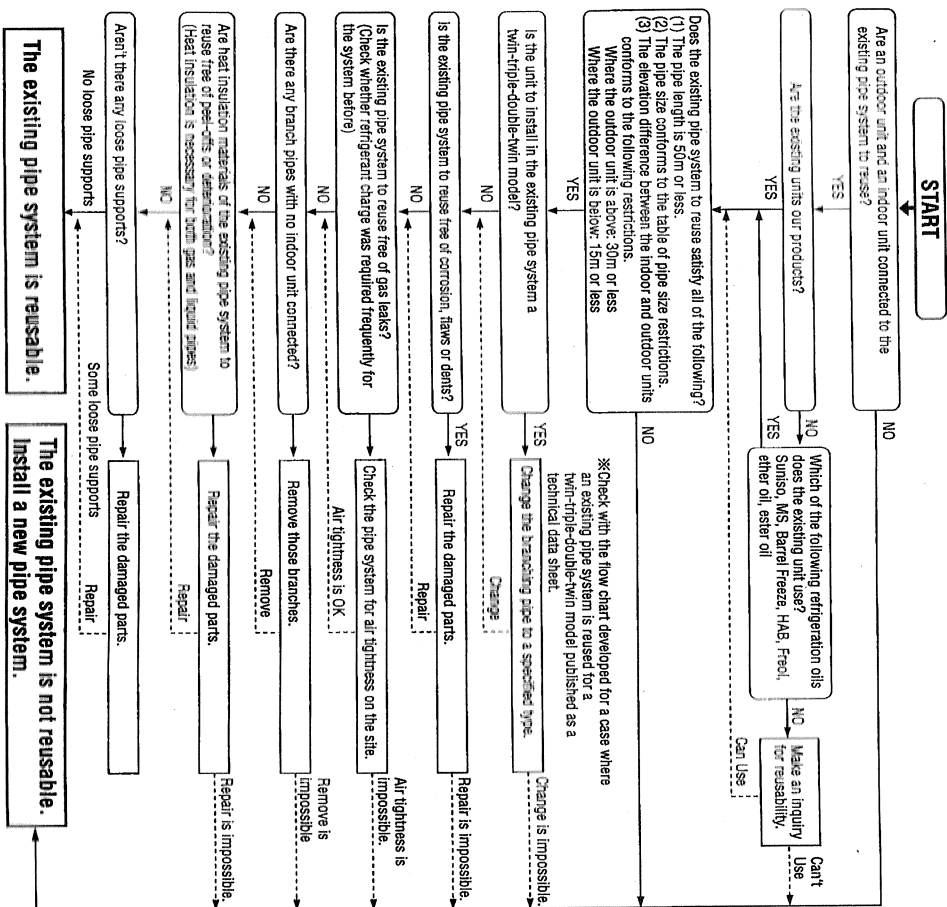 START
Are an outdoor unit and an indoor unit connected to the
existing pipe system to reuse?
NO
YES
Are the existing units our products?
NO
YES
Which of the following refrigeration oils
does the existing unit use?
Suniso, MS, Barrel Freeze, HAB, Freol,
ether oil, ester oil
YES
NO
Make an inquiry
for reusability.
Can Use
Can't
Use
Does the existing pipe system to reuse satisfy all of the following?
(1) The pipe length is 50m or less.
(2) The pipe size conforms to the table of pipe size restrictions.
(3) The elevation difference between the indoor and outdoor units
conforms to the following restrictions.
Where the outdoor unit is above: 30m or less
Where the outdoor unit is below: 15m or less
NO
YES
※Check with the flow chart developed for a case where
an existing pipe system is reused for a
twin-triple-double-twin model published as a
technical data sheet.
Is the unit to install in the existing pipe system a
twin-triple-double-twin model?
YES
Change the branching pipe to a specified type.
Change is impossible.
NO
Change
Is the existing pipe system to reuse free of corrosion, flaws or dents?
YES
Repair the damaged parts.
Repair is impossible.
NO
Repair
Is the existing pipe system to reuse free of gas leaks?
(Check whether refrigerant charge was required frequently for
the system before)
Check the pipe system for air tightness on the site.
Air tightness is
impossible.
NO
Air tightness is OK
Are there any branch pipes with no indoor unit connected?
Remove those branches.
Remove is
impossible
NO
Remove
Are heat insulation materials of the existing pipe system to
reuse free of peel-offs or deterioration?
(Heat insulation is necessary for both gas and liquid pipes)
Repair the damaged parts.
Repair is impossible.
NO
Repair
Aren't there any loose pipe supports?
Repair the damaged parts.
No loose pipe supports
Some loose pipe supports
Repair
The existing pipe system is reusable.
The existing pipe system is not reusable.
Install a new pipe system.